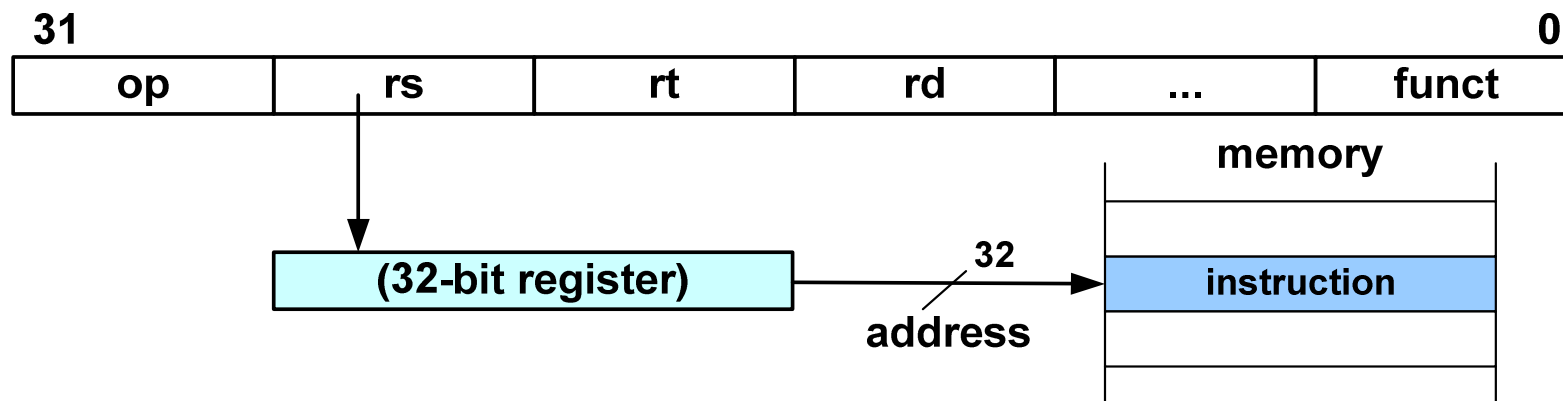 31 0
op rs rt rd ... funct
memory
32
(32-bit register) instruction
address